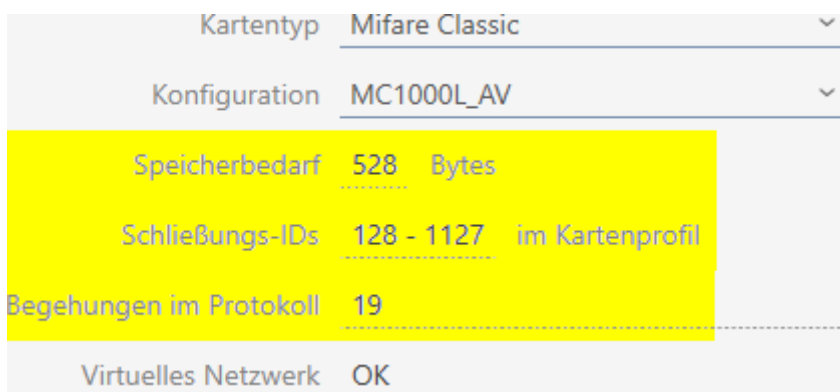 Kartentyp Mifare Classic
Konfiguration MC1000L_AV
Speicherbedarf 528 Bytes
Schließungs-IDs 128 - 1127 im Kartenprofil
Begehungen im Protokoll 19
Virtuelles Netzwerk OK